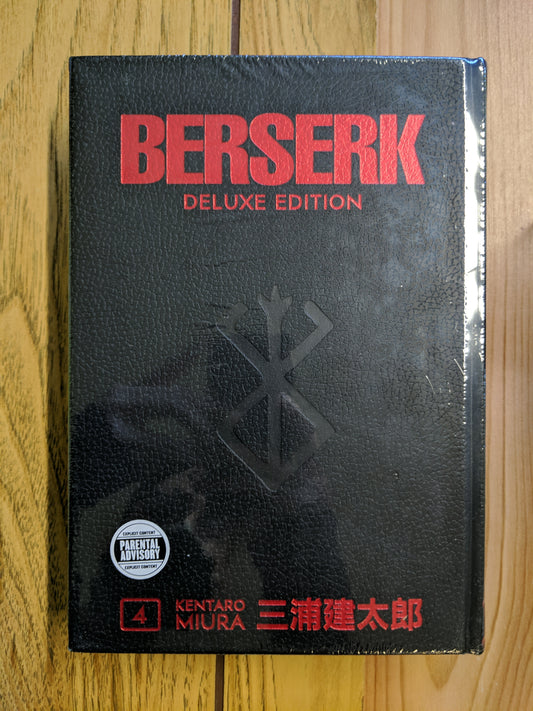 BERSERK
DELUXE EDITION
EXPLICIT CONTENT
PARENTAL
ADVISORY
EXPLICIT CONTENT
4
KENTARO
MIURA
三浦建太郎